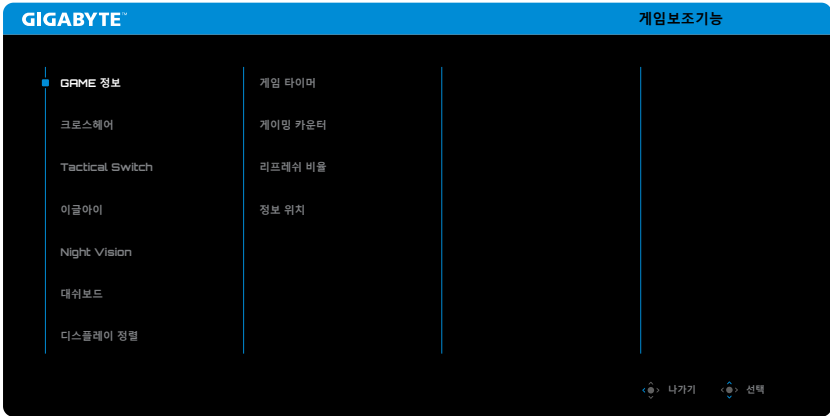 GIGABYTE™
게임보조기능
GAME 정보
게임 타이머
크로스헤어
게이밍 카운터
Tactical Switch
리프레쉬 비율
이글아이
정보 위치
Night Vision
대쉬보드
디스플레이 정렬
나가기
선택